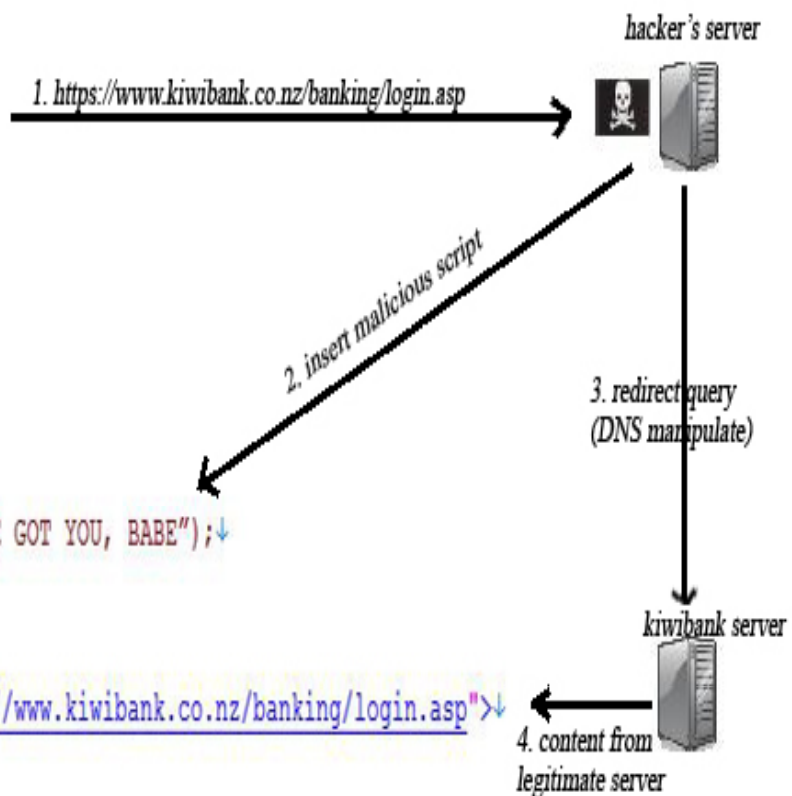 hacker's server
1. https://www.kiwibank.co.nz/banking/login.asp
2. insert malicious script
3. redirect query
(DNS manipulate)
GOT YOU, BABE");↓
kiwibank server
/www.kiwibank.co.nz/banking/login.asp">↓
4. content from
legitimate server